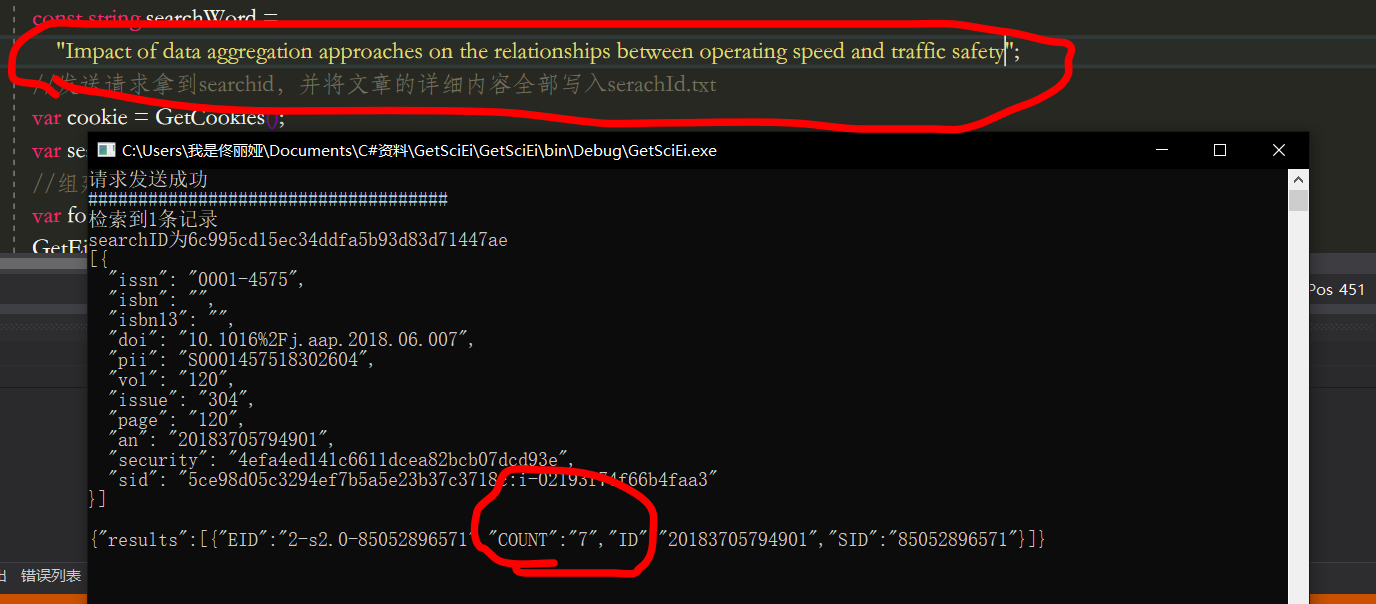 const string searchWord =
"Impact of data aggregation approaches on the relationships between operating speed and traffic safety";
//发送请求拿到searchid，并将文章的详细内容全部写入serachId.txt
var cookie = GetCookies();
var se
//组
var fo
GetEi
C:\Users\我是佟丽娅\Documents\C#资料\GetSciEi\GetSciEi\bin\Debug\GetSciEi.exe
请求发送成功
####################################
检索到1条记录
searchID为6c995cd15ec34ddfa5b93d83d71447ae
[{
"issn": "0001-4575",
"isbn": "",
"isbn13": "",
"doi": "10.1016%2Fj.aap.2018.06.007",
"pii": "S0001457518302604",
"vol": "120",
"issue": "304",
"page": "120",
"an": "20183705794901",
"security": "4efa4ed141c6611dcea82bcb07dcd93e",
"sid": "5ce98d05c3294ef7b5a5e23b37c3718c:i-02193f74f66b4faa3"
}]
{"results":[{"EID":"2-s2.0-85052896571" "COUNT":"7","ID" "20183705794901","SID":"85052896571"}]}
Pos 451
出 错误列表